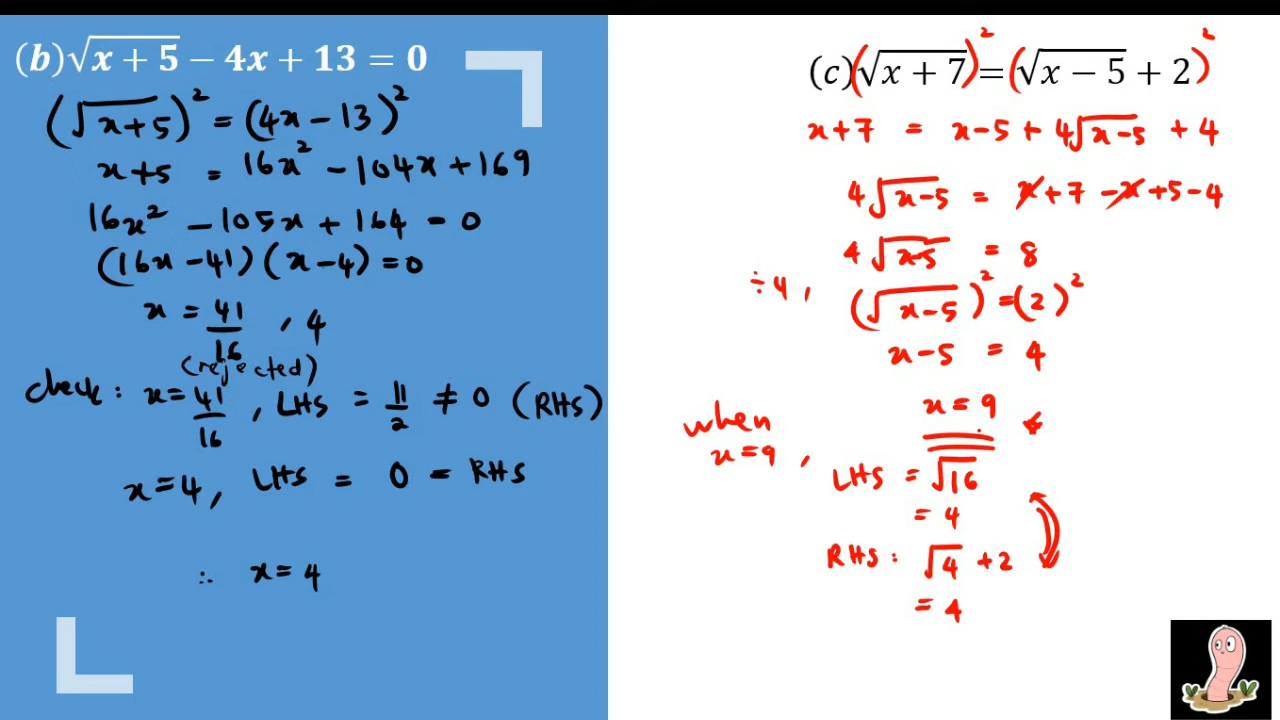 (b) √(x + 5) − 4x + 13 = 0
(√(x+5))² = (4x − 13)²
x+5 = 16x² − 104x + 169
16x² − 105x + 164 = 0
(16x − 41)(x − 4) = 0
x = 41/16 , 4
(rejected)
check : x = 41/16 , LHS = 11/2 ≠ 0 (RHS)
x = 4, LHS = 0 = RHS
∴ x = 4
(c) (√(x + 7))² = (√(x − 5) + 2)²
x+7 = x−5 + 4√(x−5) + 4
4√(x−5) = x+7 −x +5 −4
4√(x−5) = 8
÷4, (√(x−5))² = (2)²
x−5 = 4
x = 9
when x = 9,
LHS = √16
= 4
RHS : √4 + 2
= 4